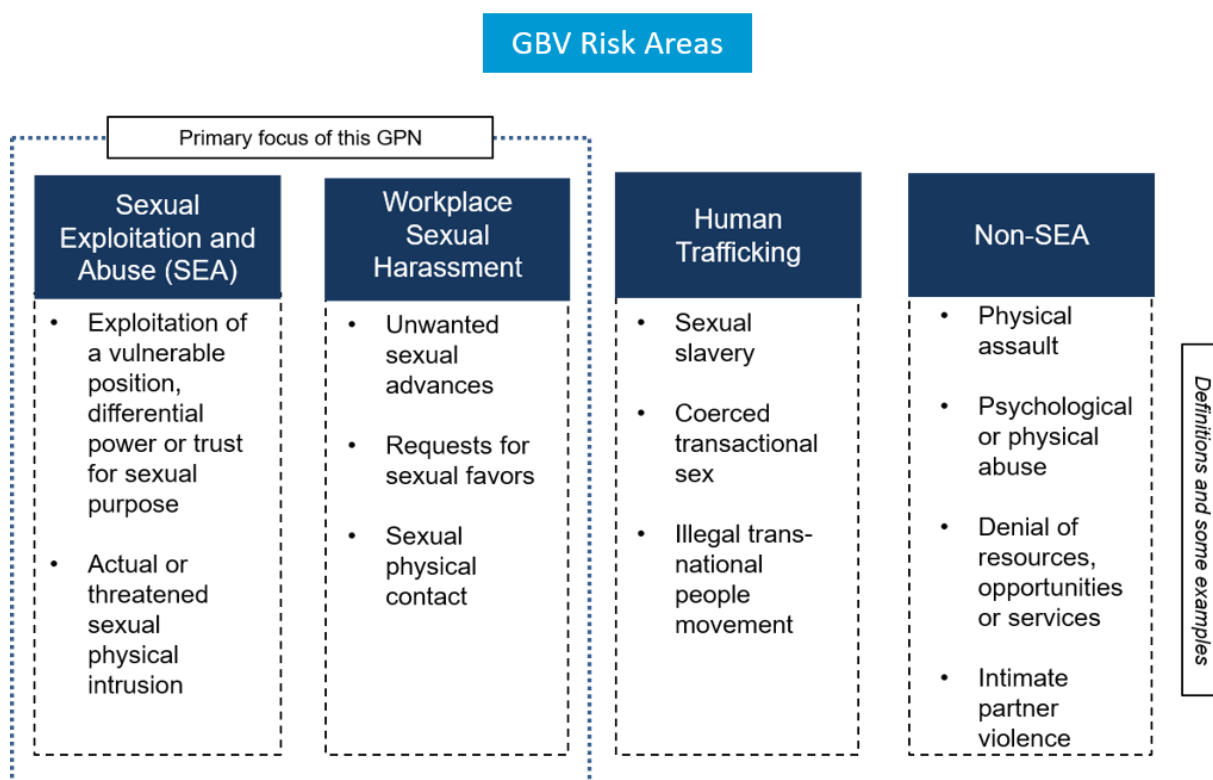 GBV Risk Areas
Primary focus of this GPN
Sexual
Exploitation and
Abuse (SEA)
• Exploitation of
a vulnerable
position,
differential
power or trust
for sexual
purpose
• Actual or
threatened
sexual
physical
intrusion
Workplace
Sexual
Harassment
• Unwanted
sexual
advances
• Requests for
sexual favors
• Sexual
physical
contact
Human
Trafficking
• Sexual
slavery
• Coerced
transactional
sex
• Illegal trans-
national
people
movement
Non-SEA
• Physical
assault
• Psychological
or physical
abuse
• Denial of
resources,
opportunities
or services
• Intimate
partner
violence
Definitions and some examples